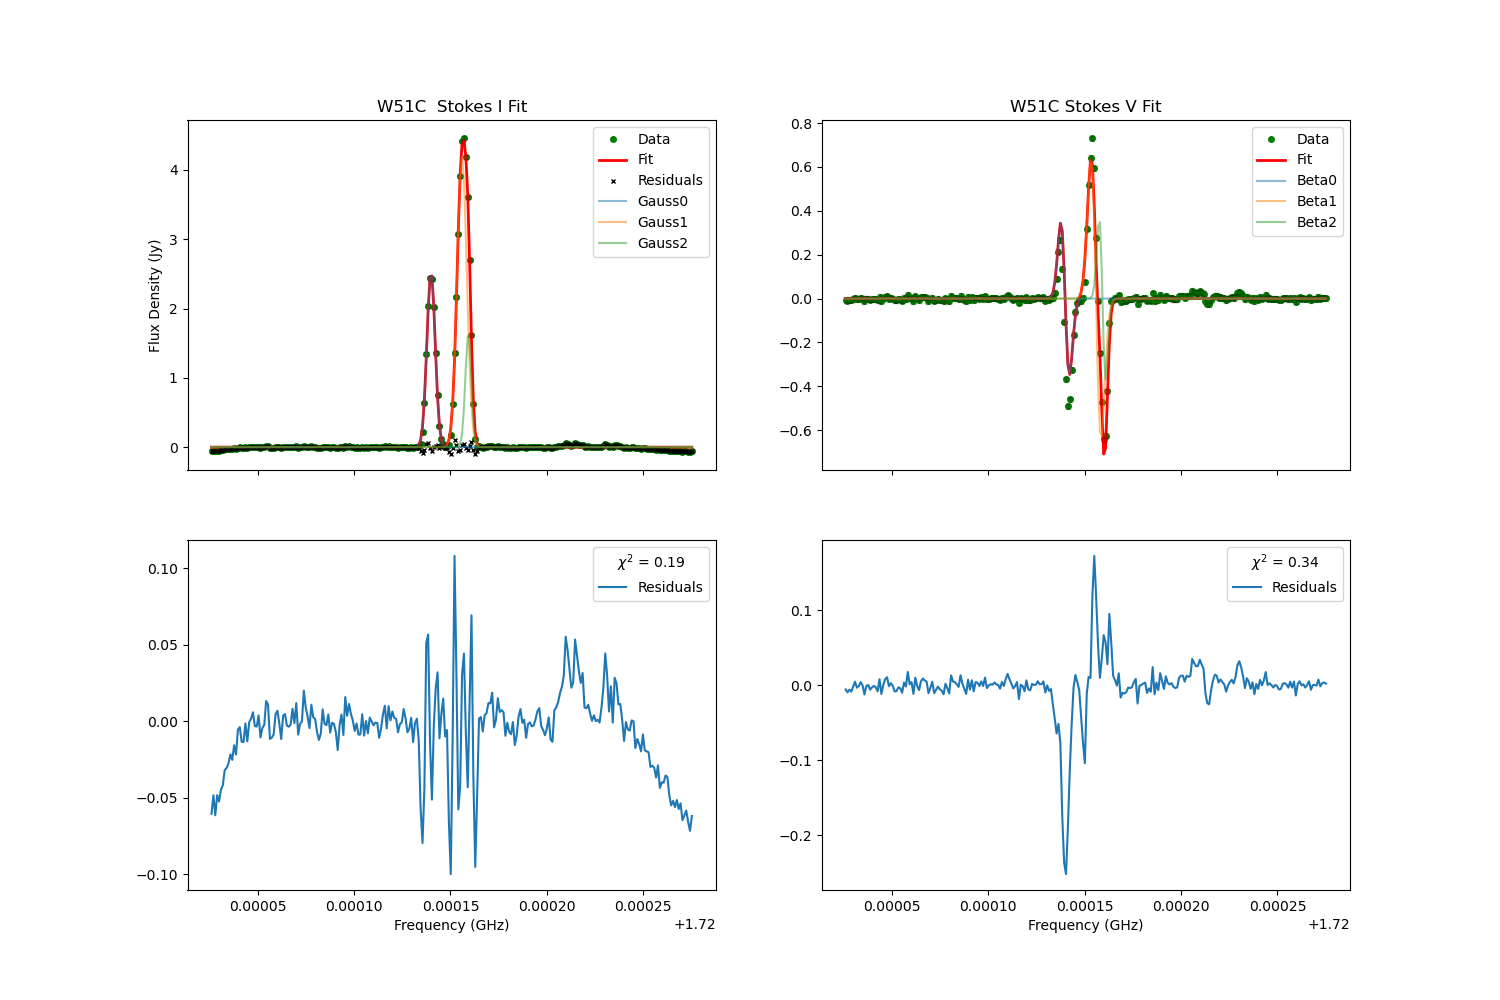 W51C  Stokes I Fit
Flux Density (Jy)
4
3
2
1
0
Data
Fit
Residuals
Gauss0
Gauss1
Gauss2
W51C Stokes V Fit
0.8
0.6
0.4
0.2
0.0
−0.2
−0.4
−0.6
Data
Fit
Beta0
Beta1
Beta2
0.10
0.05
0.00
−0.05
−0.10
χ² = 0.19
Residuals
0.00005
0.00010
0.00015
0.00020
0.00025
Frequency (GHz)
+1.72
0.1
0.0
−0.1
−0.2
χ² = 0.34
Residuals
0.00005
0.00010
0.00015
0.00020
0.00025
Frequency (GHz)
+1.72